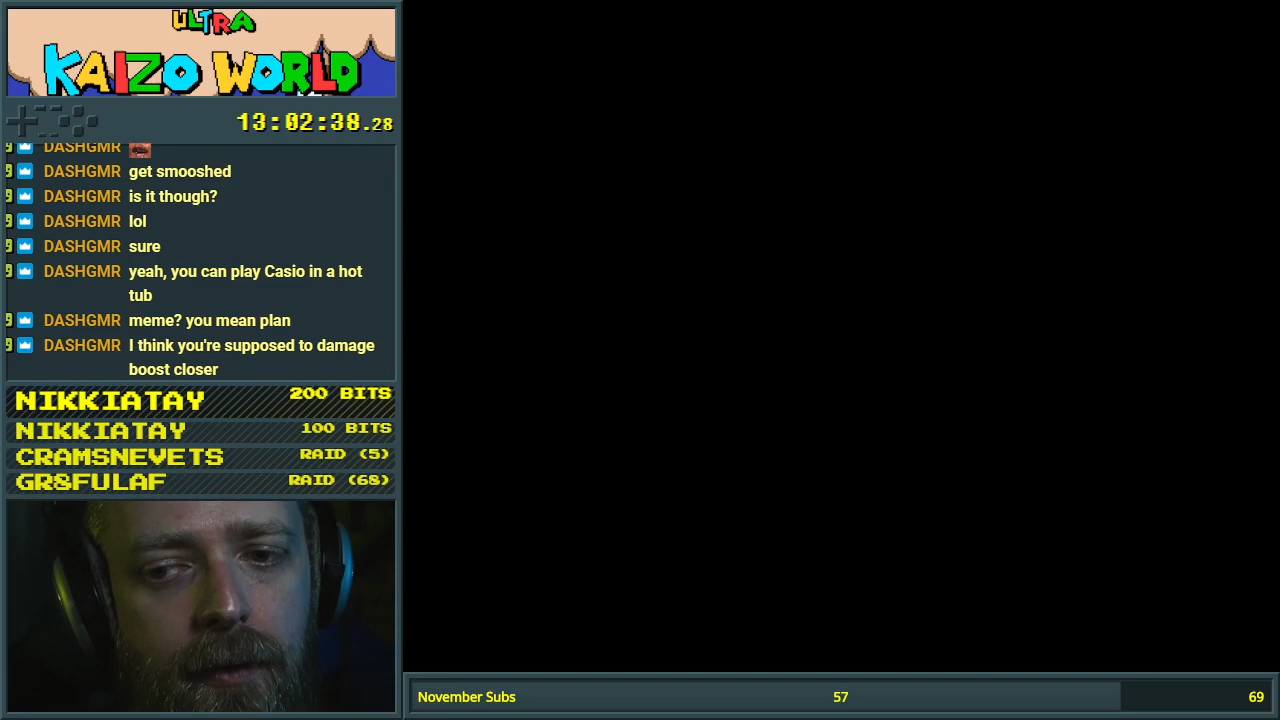 ULTRA
KAIZO WORLD
13:02:38.28
DASHGMR
DASHGMR get smooshed
DASHGMR is it though?
DASHGMR lol
DASHGMR sure
DASHGMR yeah, you can play Casio in a hot
tub
DASHGMR meme? you mean plan
DASHGMR I think you're supposed to damage
boost closer
NIKKIATAY 200 BITS
NIKKIATAY 100 BITS
CRAMSNEVETS RAID (5)
GR8FULAF RAID (68)
November Subs 57 69